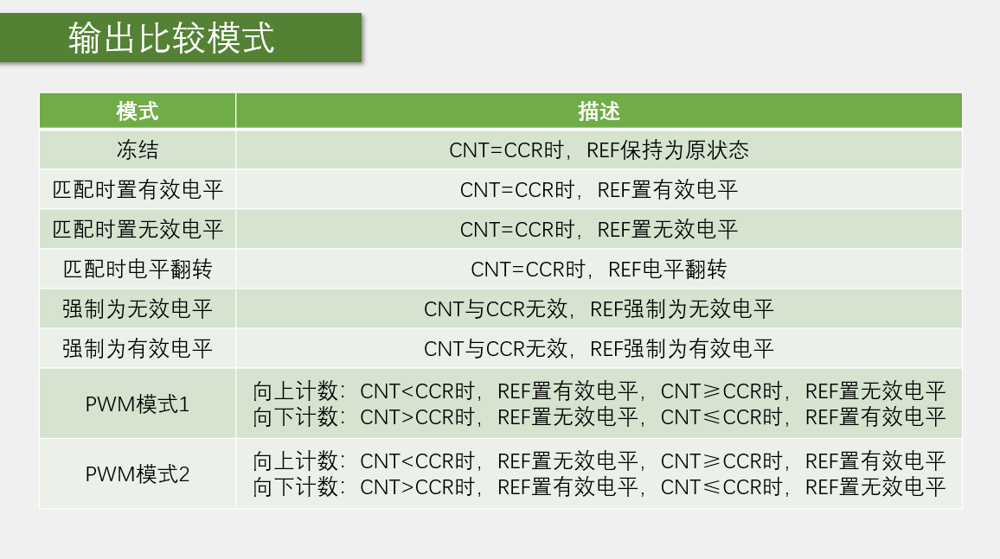 输出比较模式
模式
描述
冻结
CNT=CCR时，REF保持为原状态
匹配时置有效电平
CNT=CCR时，REF置有效电平
匹配时置无效电平
CNT=CCR时，REF置无效电平
匹配时电平翻转
CNT=CCR时，REF电平翻转
强制为无效电平
CNT与CCR无效，REF强制为无效电平
强制为有效电平
CNT与CCR无效，REF强制为有效电平
PWM模式1
向上计数：CNT<CCR时，REF置有效电平，CNT≥CCR时，REF置无效电平
向下计数：CNT>CCR时，REF置无效电平，CNT≤CCR时，REF置有效电平
PWM模式2
向上计数：CNT<CCR时，REF置无效电平，CNT≥CCR时，REF置有效电平
向下计数：CNT>CCR时，REF置有效电平，CNT≤CCR时，REF置无效电平